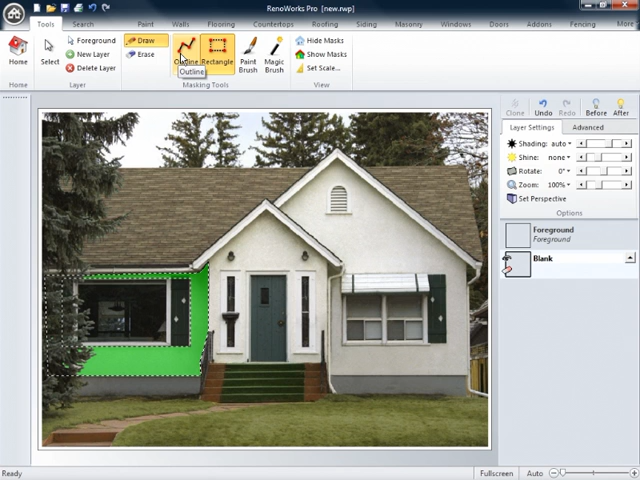 RenoWorks Pro [new.rwp]
Tools Search Paint Walls Flooring Countertops Roofing Siding Masonry Windows Doors Trim Add-ons
Home Select Foreground New Layer Delete Layer Draw Erase Outline Rectangle Paint Brush Magic Brush Hide Masks Show Masks Set Scale...
Outline
Home Layer Masking Tools View
Clone Undo Redo Before After
Layer Settings Advanced
Shading: auto
Shine: none
Rotate: 0°
Zoom: 100%
Set Perspective
Options
Foreground
Foreground
Blank
Ready Fullscreen Auto